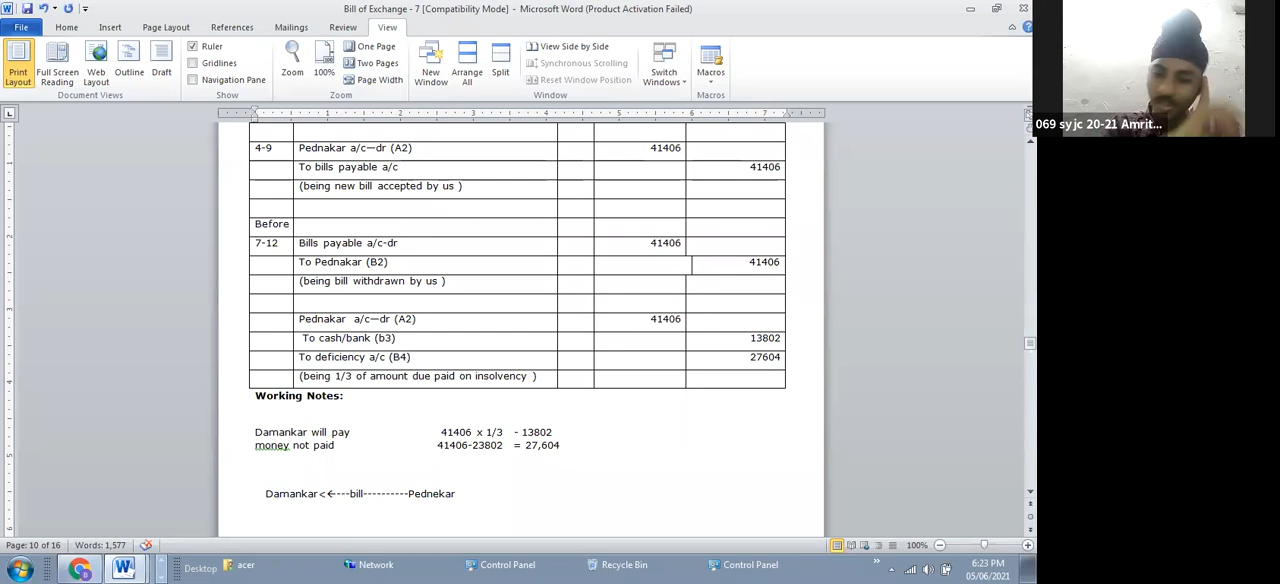 Bill of Exchange - 7 [Compatibility Mode] - Microsoft Word (Product Activation Failed)
File Home Insert Page Layout References Mailings Review View
Print Layout Full Screen Reading Web Layout Outline Draft
Ruler
Gridlines
Navigation Pane
Zoom 100% One Page
Two Pages
Page Width
New Window Arrange All Split View Side by Side
Synchronous Scrolling
Reset Window Position
Switch Windows Macros
Document Views Show Zoom Window Macros
069 syjc 20-21 Amrit...
4-9 Pednakar a/c—dr (A2) 41406
To bills payable a/c 41406
(being new bill accepted by us )
Before
7-12 Bills payable a/c-dr 41406
To Pednakar (B2) 41406
(being bill withdrawn by us )
Pednakar a/c—dr (A2) 41406
To cash/bank (b3) 13802
To deficiency a/c (B4) 27604
(being 1/3 of amount due paid on insolvency )
Working Notes:
Damankar will pay 41406 x 1/3 - 13802
money not paid 41406-23802 = 27,604
Damankar<←---bill----------Pednekar
Page: 10 of 16 Words: 1,577 100%
Desktop acer Network Recycle Bin Control Panel Control Panel
6:23 PM
05/06/2021